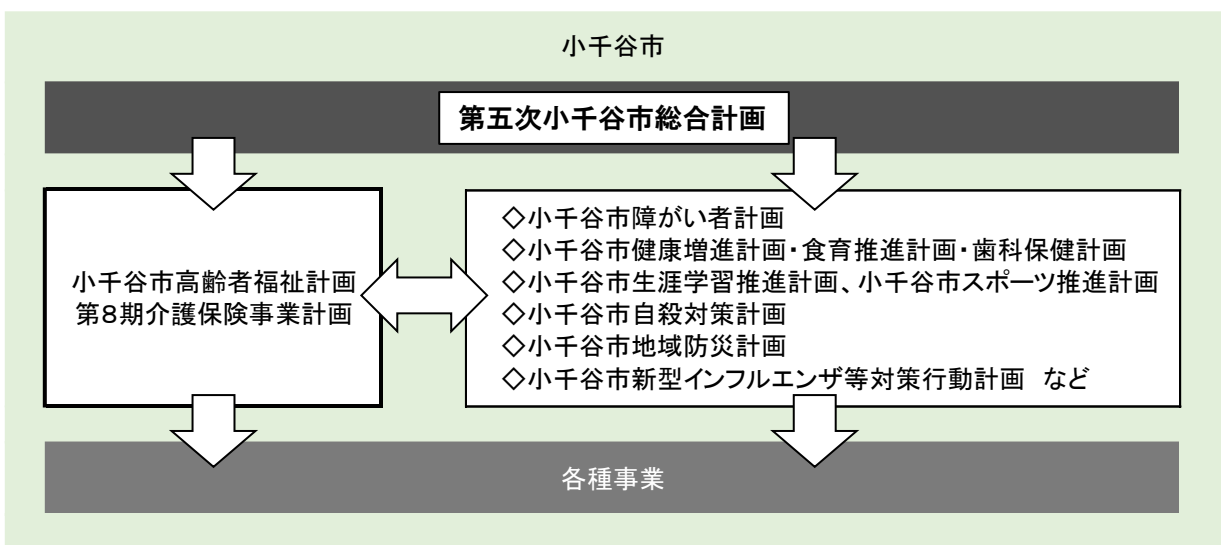 小千谷市
第五次小千谷市総合計画
小千谷市高齢者福祉計画
第8期介護保険事業計画
◇小千谷市障がい者計画
◇小千谷市健康増進計画・食育推進計画・歯科保健計画
◇小千谷市生涯学習推進計画、小千谷市スポーツ推進計画
◇小千谷市自殺対策計画
◇小千谷市地域防災計画
◇小千谷市新型インフルエンザ等対策行動計画　など
各種事業